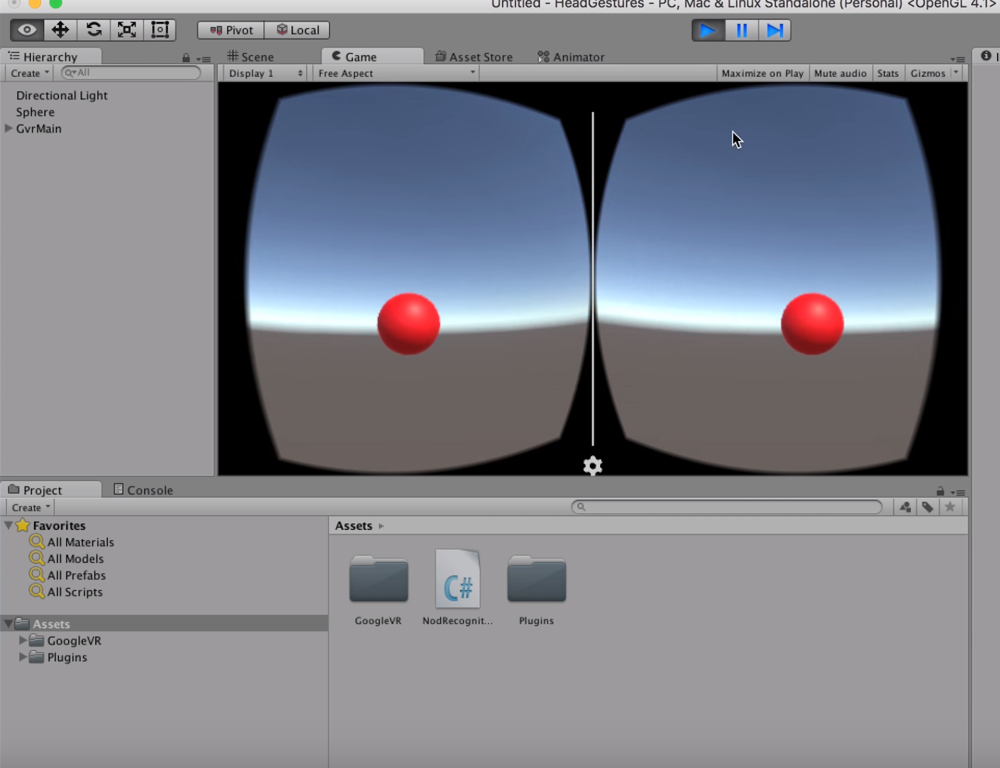 Untitled - HeadGestures - PC, Mac & Linux Standalone (Personal) <OpenGL 4.1>
Pivot Local
Hierarchy Scene Game Asset Store Animator
Create All Display 1 Free Aspect Maximize on Play Mute audio Stats Gizmos
Directional Light
Sphere
GvrMain
Project Console
Create
Favorites Assets
All Materials
All Models
All Prefabs
All Scripts
C#
GoogleVR NodRecognit... Plugins
Assets
GoogleVR
Plugins